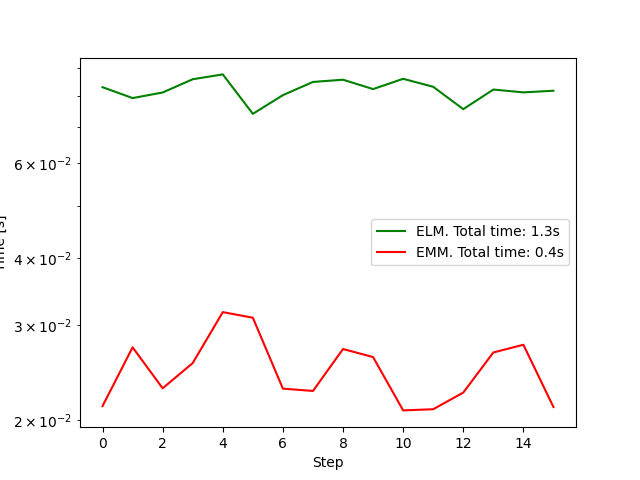 6 × 10⁻²
4 × 10⁻²
3 × 10⁻²
2 × 10⁻²
Time [s]
ELM. Total time: 1.3s
EMM. Total time: 0.4s
0 2 4 6 8 10 12 14
Step